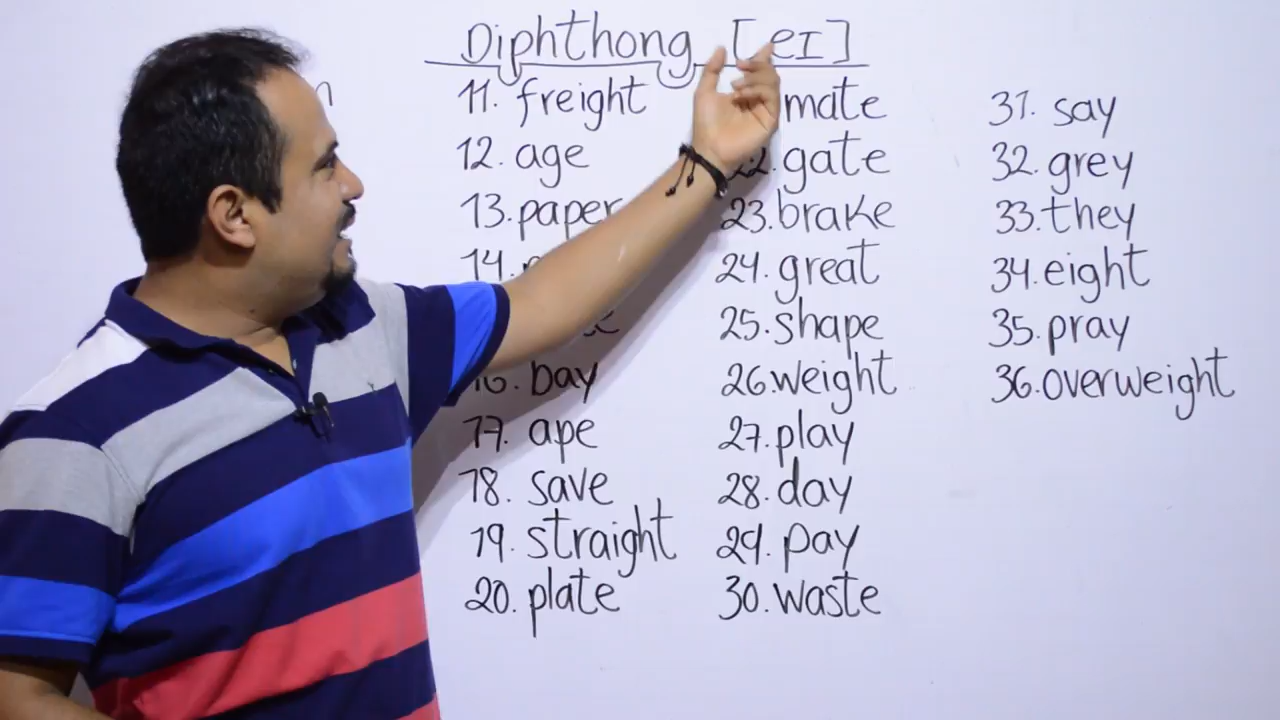 Diphthong [eI]
11. freight
12. age
13. paper
14.
16. bay
17. ape
18. save
19. straight
20. plate
mate
22. gate
23. brake
24. great
25. shape
26. weight
27. play
28. day
29. pay
30. waste
31. say
32. grey
33. they
34. eight
35. pray
36. overweight